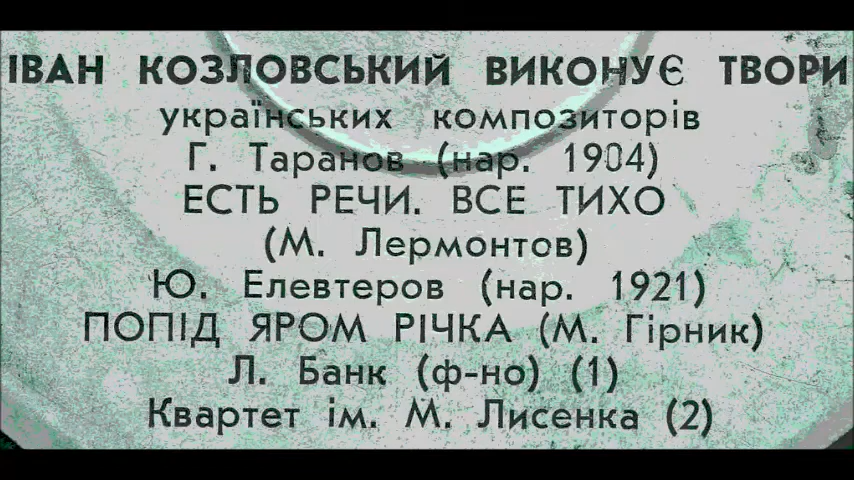 ІВАН КОЗЛОВСЬКИЙ ВИКОНУЄ ТВОРИ
українських композиторів
Г. Таранов (нар. 1904)
ЕСТЬ РЕЧИ. ВСЕ ТИХО
(М. Лермонтов)
Ю. Елевтеров (нар. 1921)
ПОПІД ЯРОМ РІЧКА (М. Гірник)
Л. Банк (ф-но) (1)
Квартет ім. М. Лисенка (2)